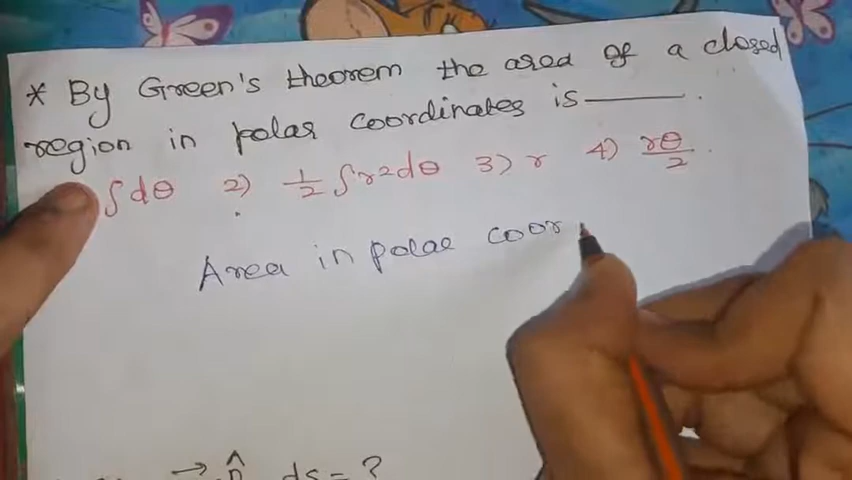 * By Green's theorem the area of a closed
region in polar coordinates is ______.
∫dθ 2) 1/2 ∫r2dθ 3) r 4) rθ/2.
Area in polar coor
→ n̂ ds = ?